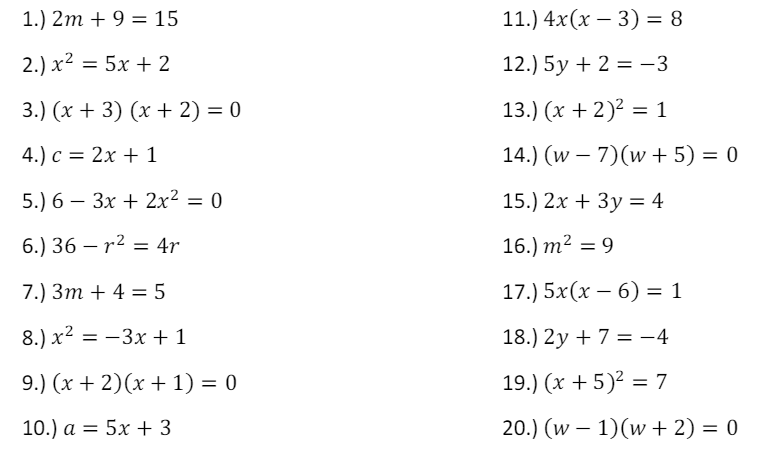 1.) 2m + 9 = 15
2.) x² = 5x + 2
3.) (x + 3) (x + 2) = 0
4.) c = 2x + 1
5.) 6 − 3x + 2x² = 0
6.) 36 − r² = 4r
7.) 3m + 4 = 5
8.) x² = −3x + 1
9.) (x + 2)(x + 1) = 0
10.) a = 5x + 3
11.) 4x(x − 3) = 8
12.) 5y + 2 = −3
13.) (x + 2)² = 1
14.) (w − 7)(w + 5) = 0
15.) 2x + 3y = 4
16.) m² = 9
17.) 5x(x − 6) = 1
18.) 2y + 7 = −4
19.) (x + 5)² = 7
20.) (w − 1)(w + 2) = 0